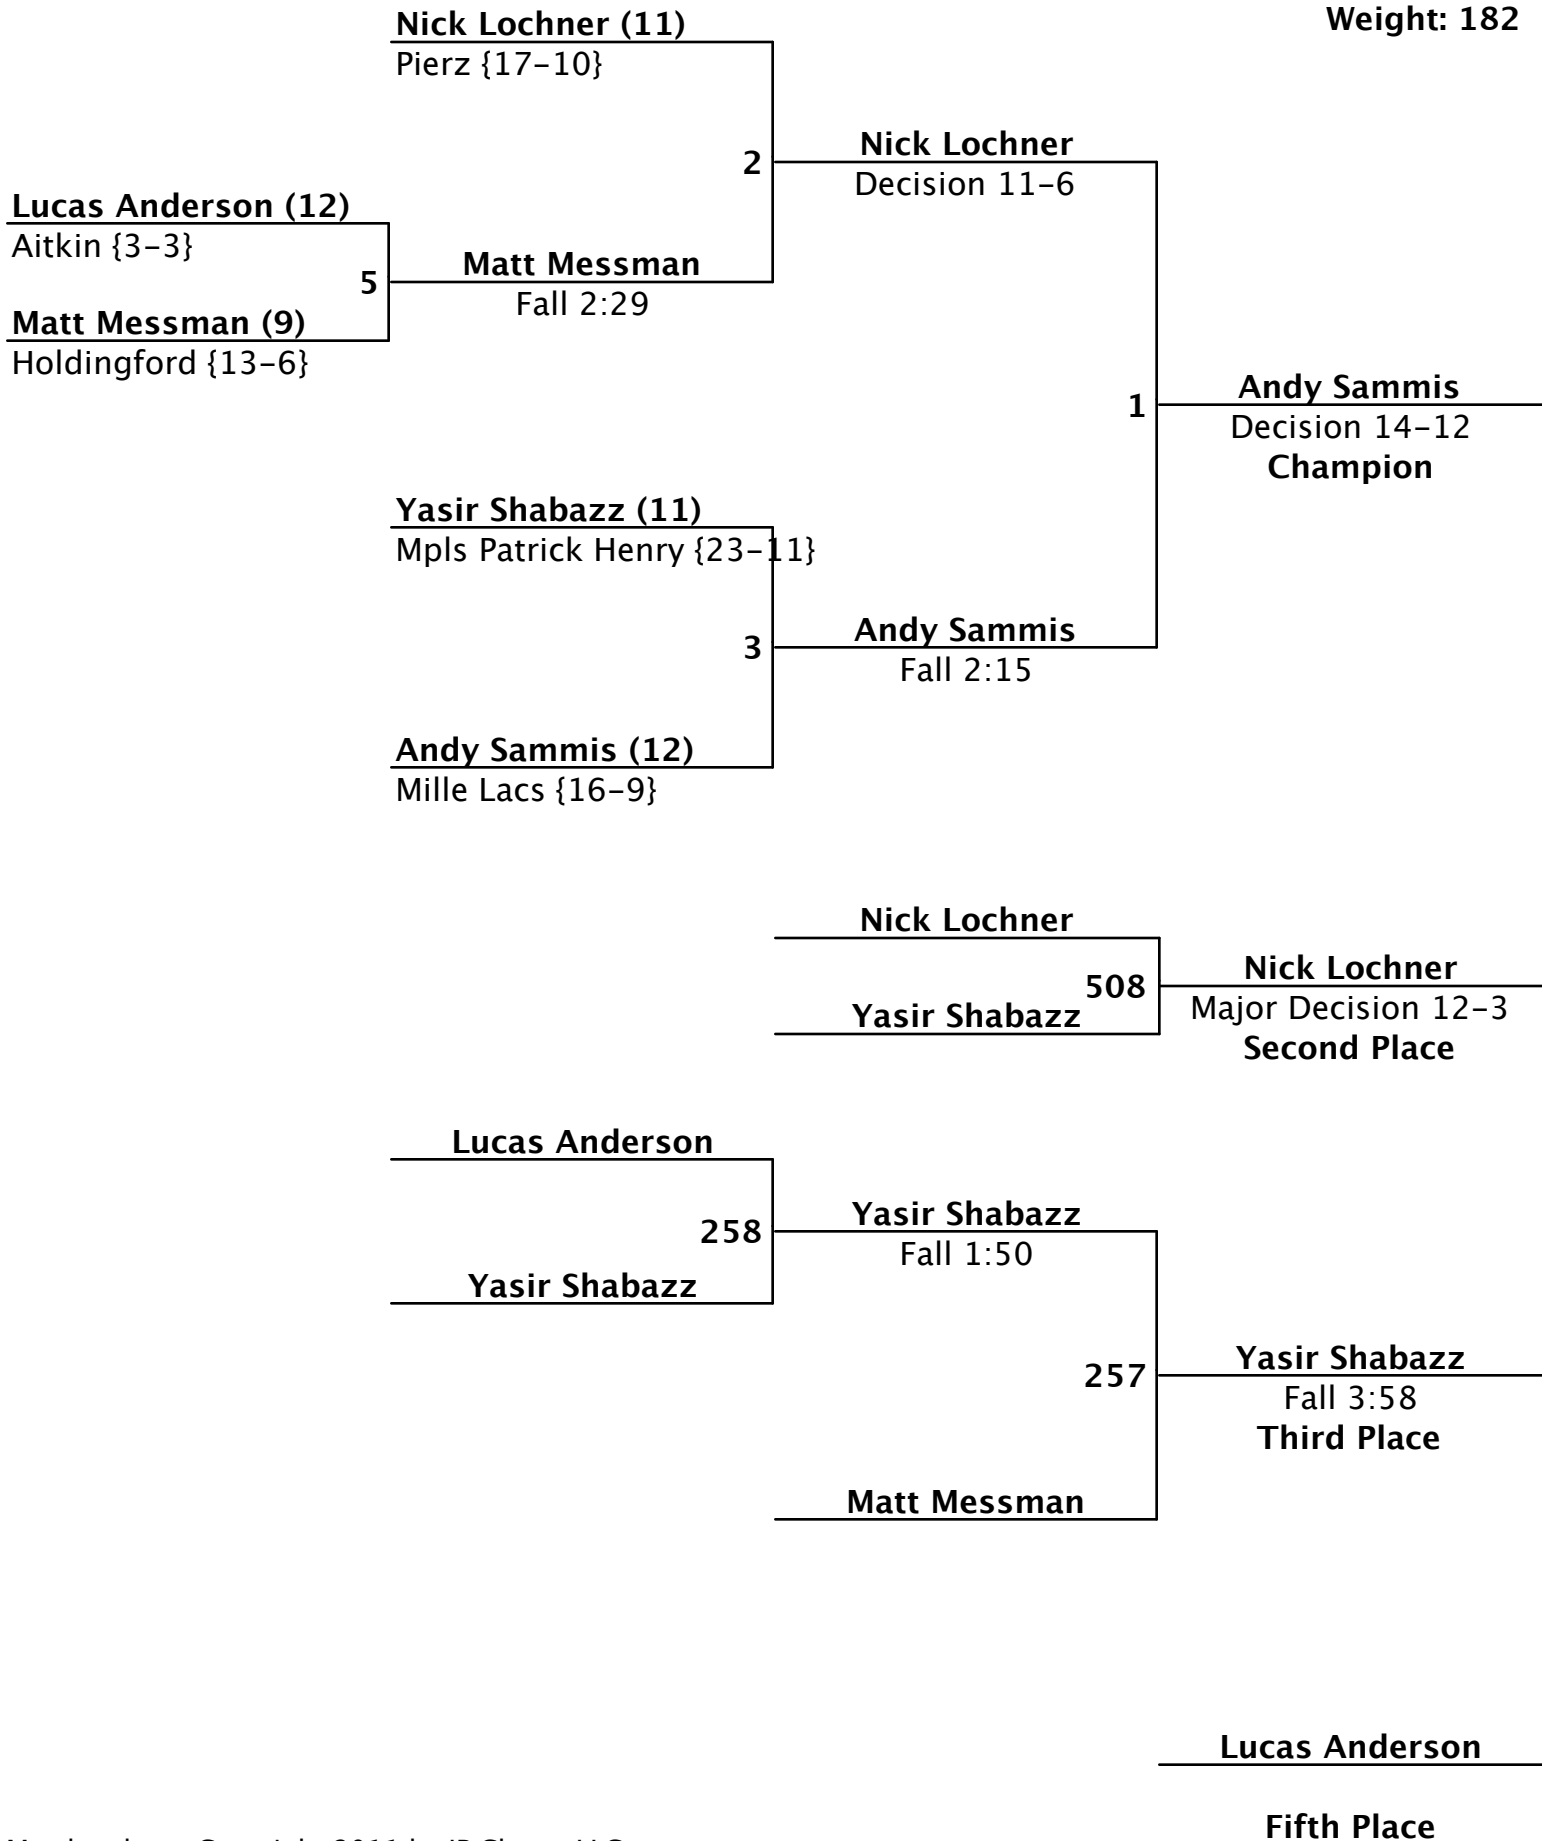 Weight: 182
Nick Lochner (11)
Pierz {17-10}
2
Nick Lochner
Decision 11-6
Lucas Anderson (12)
Aitkin {3-3}
5
Matt Messman
Fall 2:29
Matt Messman (9)
Holdingford {13-6}
1
Andy Sammis
Decision 14-12
Champion
Yasir Shabazz (11)
Mpls Patrick Henry {23-11}
3
Andy Sammis
Fall 2:15
Andy Sammis (12)
Mille Lacs {16-9}
Nick Lochner
508
Yasir Shabazz
Nick Lochner
Major Decision 12-3
Second Place
Lucas Anderson
258
Yasir Shabazz
Yasir Shabazz
Fall 1:50
257
Yasir Shabazz
Fall 3:58
Third Place
Matt Messman
Lucas Anderson
Fifth Place